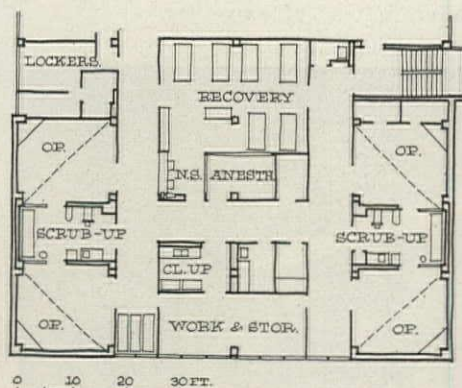 LOCKERS.
RECOVERY
OP.
OP.
N.S. ANESTH.
SCRUB-UP
SCRUB-UP
CL.UP
OP.
WORK & STOR.
OP.
0 10 20 30 FT.